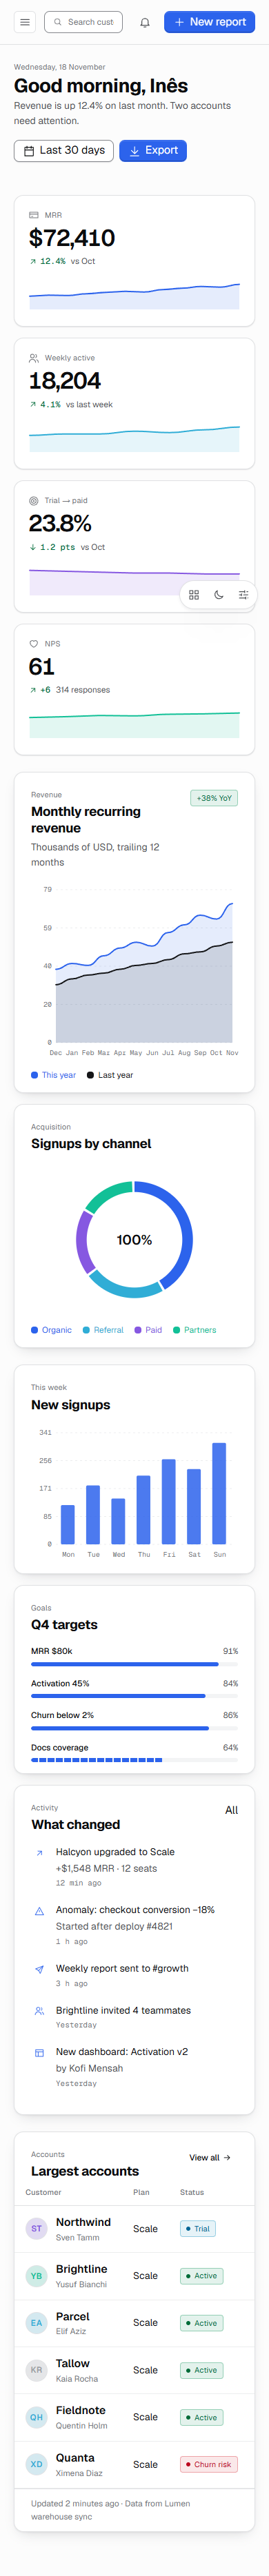 Search cust
New report
Wednesday, 18 November
Good morning, Inês
Revenue is up 12.4% on last month. Two accounts
need attention.
Last 30 days
Export
MRR
$72,410
12.4% vs Oct
Weekly active
18,204
4.1% vs last week
Trial → paid
23.8%
1.2 pts vs Oct
NPS
61
+6 314 responses
Revenue
+38% YoY
Monthly recurring
revenue
Thousands of USD, trailing 12
months
79
59
40
20
0
Dec Jan Feb Mar Apr May Jun Jul Aug Sep Oct Nov
This year Last year
Acquisition
Signups by channel
100%
Organic Referral Paid Partners
This week
New signups
341
256
171
85
0
Mon Tue Wed Thu Fri Sat Sun
Goals
Q4 targets
MRR $80k 91%
Activation 45% 84%
Churn below 2% 86%
Docs coverage 64%
Activity
All
What changed
Halcyon upgraded to Scale
+$1,548 MRR · 12 seats
12 min ago
Anomaly: checkout conversion −18%
Started after deploy #4821
1 h ago
Weekly report sent to #growth
3 h ago
Brightline invited 4 teammates
Yesterday
New dashboard: Activation v2
by Kofi Mensah
Yesterday
Accounts
View all →
Largest accounts
Customer Plan Status
ST Northwind Scale Trial
Sven Tamm
YB Brightline Scale Active
Yusuf Bianchi
EA Parcel Scale Active
Elif Aziz
KR Tallow Scale Active
Kaia Rocha
QH Fieldnote Scale Active
Quentin Holm
XD Quanta Scale Churn risk
Ximena Diaz
Updated 2 minutes ago · Data from Lumen
warehouse sync